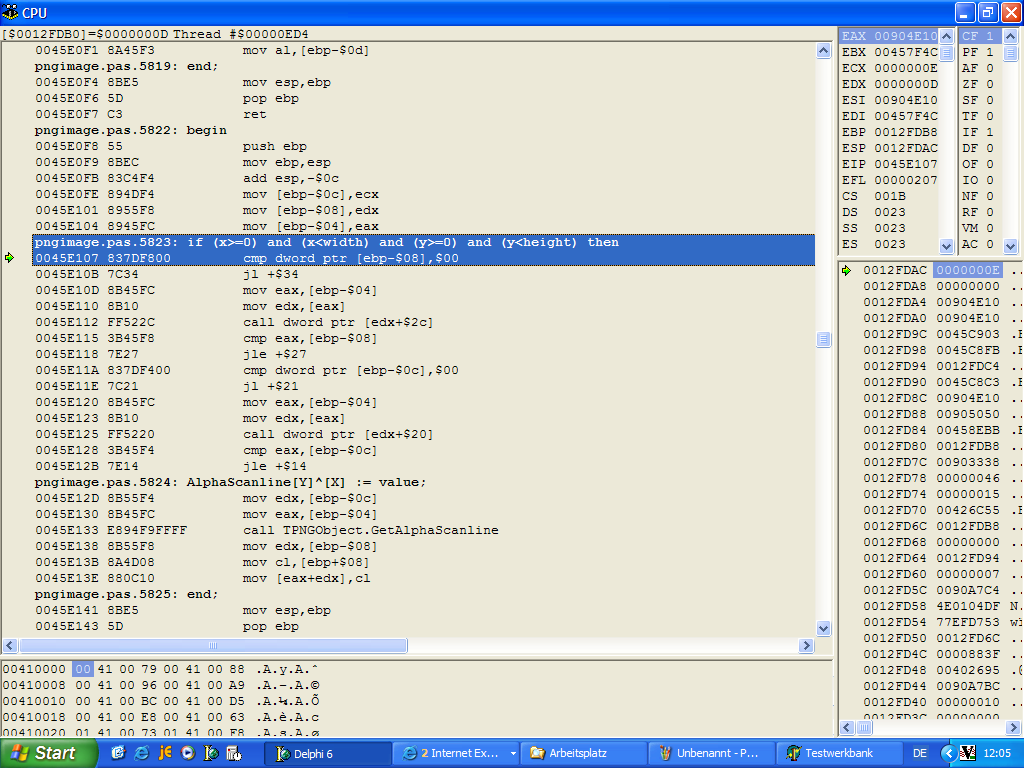 CPU
[$0012FDB0]=$0000000D Thread #$00000ED4
0045E0F1 8A45F3 mov al,[ebp-$0d]
pngimage.pas.5819: end;
0045E0F4 8BE5 mov esp,ebp
0045E0F6 5D pop ebp
0045E0F7 C3 ret
pngimage.pas.5822: begin
0045E0F8 55 push ebp
0045E0F9 8BEC mov ebp,esp
0045E0FB 83C4F4 add esp,-$0c
0045E0FE 894DF4 mov [ebp-$0c],ecx
0045E101 8955F8 mov [ebp-$08],edx
0045E104 8945FC mov [ebp-$04],eax
pngimage.pas.5823: if (x>=0) and (x<width) and (y>=0) and (y<height) then
0045E107 837DF800 cmp dword ptr [ebp-$08],$00
0045E10B 7C34 jl +$34
0045E10D 8B45FC mov eax,[ebp-$04]
0045E110 8B10 mov edx,[eax]
0045E112 FF522C call dword ptr [edx+$2c]
0045E115 3B45F8 cmp eax,[ebp-$08]
0045E118 7E27 jle +$27
0045E11A 837DF400 cmp dword ptr [ebp-$0c],$00
0045E11E 7C21 jl +$21
0045E120 8B45FC mov eax,[ebp-$04]
0045E123 8B10 mov edx,[eax]
0045E125 FF5220 call dword ptr [edx+$20]
0045E128 3B45F4 cmp eax,[ebp-$0c]
0045E12B 7E14 jle +$14
pngimage.pas.5824: AlphaScanline[Y]^[X] := value;
0045E12D 8B55F4 mov edx,[ebp-$0c]
0045E130 8B45FC mov eax,[ebp-$04]
0045E133 E894F9FFFF call TPNGObject.GetAlphaScanline
0045E138 8B55F8 mov edx,[ebp-$08]
0045E13B 8A4D08 mov cl,[ebp+$08]
0045E13E 880C10 mov [eax+edx],cl
pngimage.pas.5825: end;
0045E141 8BE5 mov esp,ebp
0045E143 5D pop ebp
EAX 00904E10 CF 1
EBX 00457F4C PF 1
ECX 0000000E AF 0
EDX 0000000D ZF 0
ESI 00904E10 SF 0
EDI 00457F4C TF 0
EBP 0012FDB8 IF 1
ESP 0012FDAC DF 0
EIP 0045E107 OF 0
EFL 00000207 IO 0
CS 001B NF 0
DS 0023 RF 0
SS 0023 VM 0
ES 0023 AC 0
0012FDAC 0000000E ..
0012FDA8 00000000 ..
0012FDA4 00904E10 ..
0012FDA0 00904E10 ..
0012FD9C 0045C903 .E
0012FD98 0045C8FB .E
0012FD94 0012FDC4 ..
0012FD90 0045C8C3 .E
0012FD8C 00904E10 ..
0012FD88 00905050 ..
0012FD84 00458EBB .E
0012FD80 0012FDB8 ..
0012FD7C 00903338 ..
0012FD78 00000046 ..
0012FD74 00000015 ..
0012FD70 00426C55 .B
0012FD6C 0012FDB8 ..
0012FD68 00000000 ..
0012FD64 0012FD94 ..
0012FD60 00000007 ..
0012FD5C 0090A7C4 ..
0012FD58 4E0104DF N.
0012FD54 77EFD753 wï
0012FD50 0012FD6C ..
0012FD4C 0000883F ..
0012FD48 00402695 .@
0012FD44 0090A7BC ..
0012FD40 00000010 ..
0012FD3C 00000000 ..
00410000 00 41 00 79 00 41 00 88 .A.y.A.ˆ
00410008 00 41 00 96 00 41 00 A9 .A.–.A.©
00410010 00 41 00 BC 00 41 00 D5 .A.¼.A.Õ
00410018 00 41 00 E8 00 41 00 63 .A.è.A.c
00410020 01 41 00 73 01 41 00 F8 .A.s.A.ø
Start
Delphi 6
2 Internet Ex...
Arbeitsplatz
Unbenannt - P...
Testwerkbank
DE
12:05